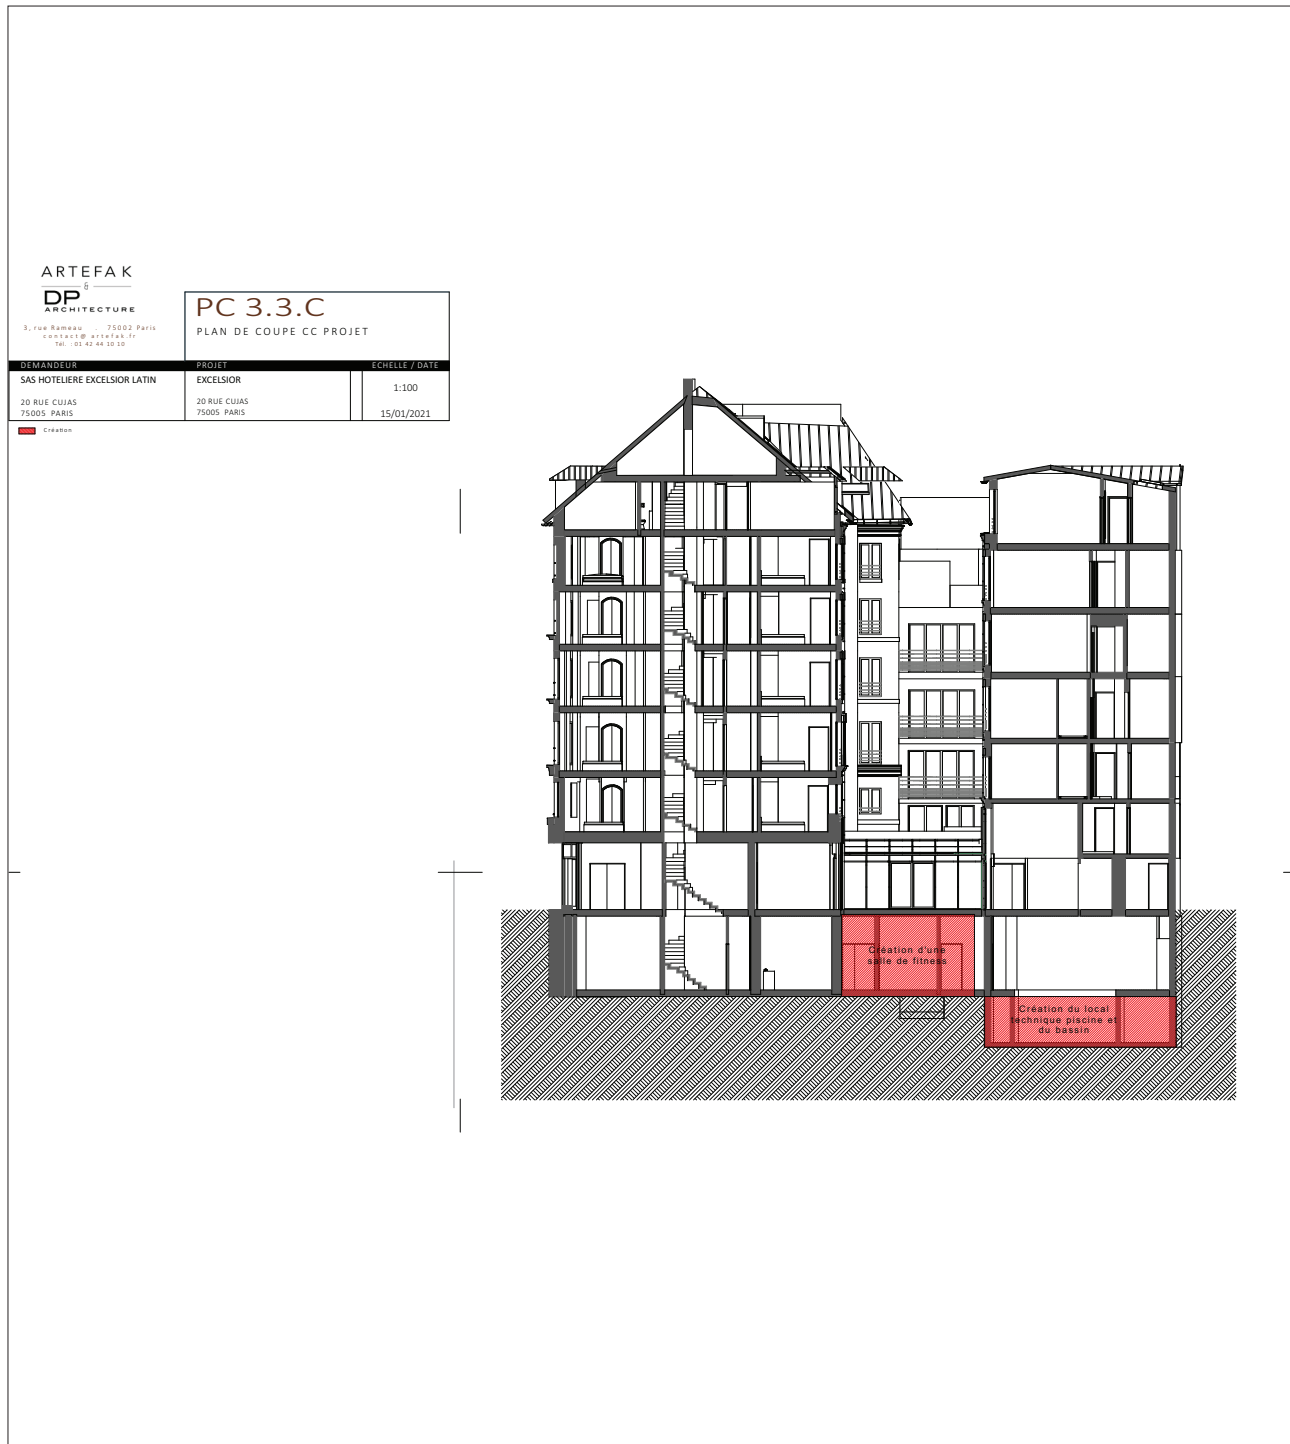 ARTEFAK
&
DP
ARCHITECTURE
3, rue Rameau . 75002 Paris
contact@artefak.fr
Tél. : 01 42 44 10 10
PC 3.3.C
PLAN DE COUPE CC PROJET
DEMANDEUR PROJET ECHELLE / DATE
SAS HOTELIERE EXCELSIOR LATIN EXCELSIOR 1:100
20 RUE CUJAS 20 RUE CUJAS
75005 PARIS 75005 PARIS 15/01/2021
Création
Création d'une
salle de fitness
Création du local
technique piscine et
du bassin